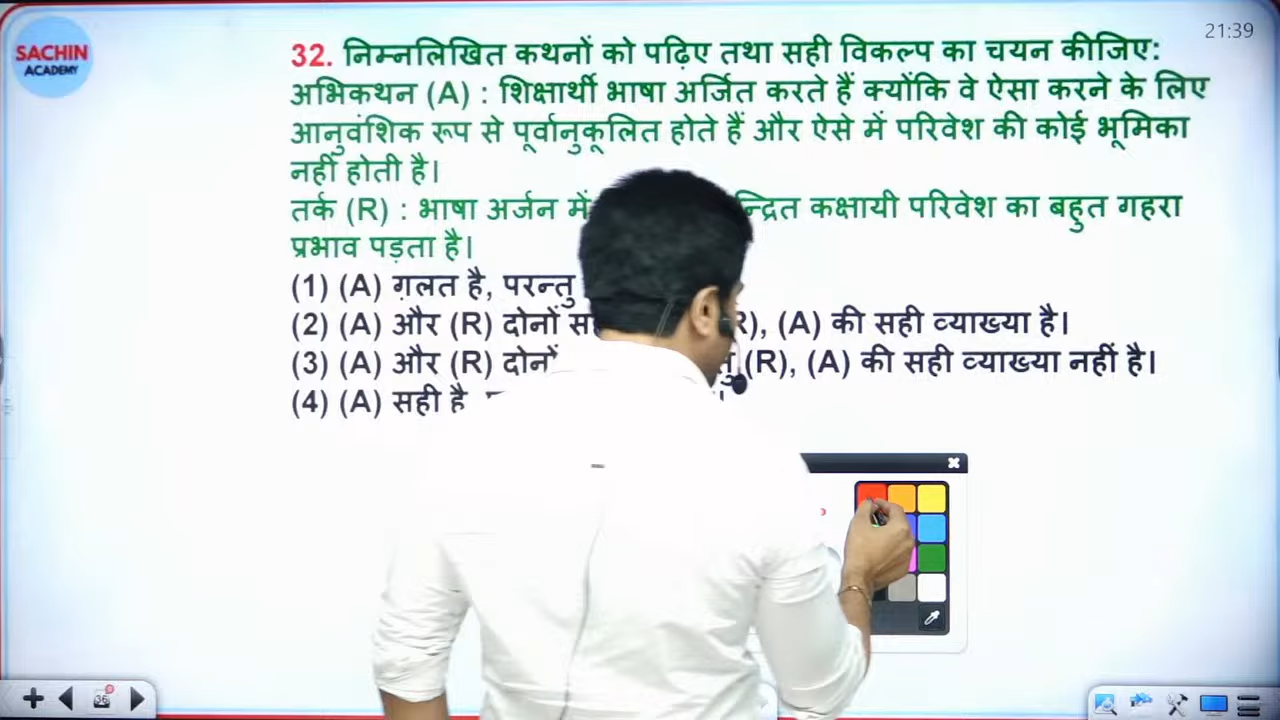 SACHIN
ACADEMY
21:39
32. निम्नलिखित कथनों को पढ़िए तथा सही विकल्प का चयन कीजिए:
अभिकथन (A) : शिक्षार्थी भाषा अर्जित करते हैं क्योंकि वे ऐसा करने के लिए
आनुवंशिक रूप से पूर्वानुकूलित होते हैं और ऐसे में परिवेश की कोई भूमिका
नहीं होती है।
तर्क (R) : भाषा अर्जन में कक्षायी परिवेश का बहुत गहरा
प्रभाव पड़ता है।
(1) (A) ग़लत है, परन्तु
(2) (A) और (R) दोनों (A) की सही व्याख्या है।
(3) (A) और (R) दोनों (R), (A) की सही व्याख्या नहीं है।
(4) (A) सही है
36